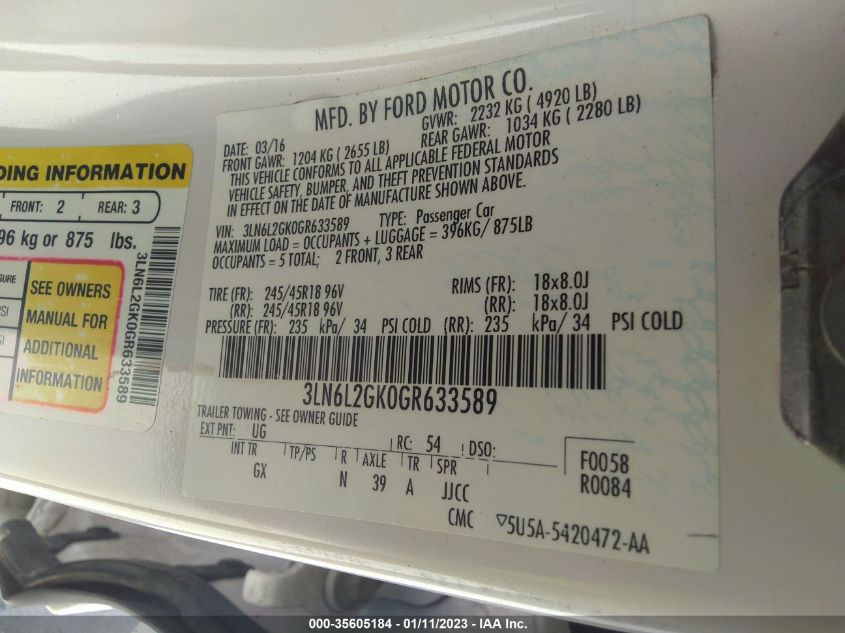 MFD. BY FORD MOTOR CO.
DATE: 03/16 GVWR: 2232 KG ( 4920 LB)
FRONT GAWR: 1204 KG ( 2655 LB) REAR GAWR: 1034 KG ( 2280 LB)
THIS VEHICLE CONFORMS TO ALL APPLICABLE FEDERAL MOTOR
VEHICLE SAFETY, BUMPER, AND THEFT PREVENTION STANDARDS
IN EFFECT ON THE DATE OF MANUFACTURE SHOWN ABOVE.
VIN: 3LN6L2GK0GR633589 TYPE: Passenger Car
MAXIMUM LOAD = OCCUPANTS + LUGGAGE = 396KG/ 875LB
OCCUPANTS = 5 TOTAL; 2 FRONT, 3 REAR
TIRE (FR): 245/45R18 96V RIMS (FR): 18x8.0J
(RR): 245/45R18 96V (RR): 18x8.0J
PRESSURE (FR): 235 kPa/ 34 PSI COLD (RR): 235 kPa/ 34 PSI COLD
3LN6L2GK0GR633589
TRAILER TOWING - SEE OWNER GUIDE
EXT PNT: UG RC: 54 DSO:
INT TR TP/PS R AXLE TR SPR F0058
GX N 39 A JJCC R0084
CMC ▽5U5A-5420472-AA
DING INFORMATION
FRONT: 2 REAR: 3
96 kg or 875 lbs.
SURE
PSI
SEE OWNERS
MANUAL FOR
ADDITIONAL
INFORMATION
3LN6L2GK0GR633589
000-35605184 - 01/11/2023 - IAA Inc.